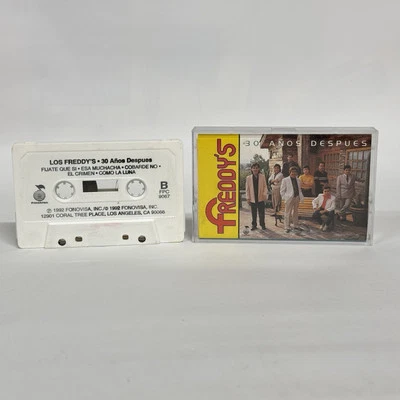 LOS FREDDY'S • 30 Años Despues
FIJATE QUE SI • ESA MUCHACHA • COBARDE NO •
EL CRIMEN • COMO LA LUNA
B
FPC
9087
℗ 1992 FONOVISA, INC./© 1992 FONOVISA, INC.
12901 CORAL TREE PLACE, LOS ANGELES, CA 90066
FREDDY'S
30 AÑOS DESPUES